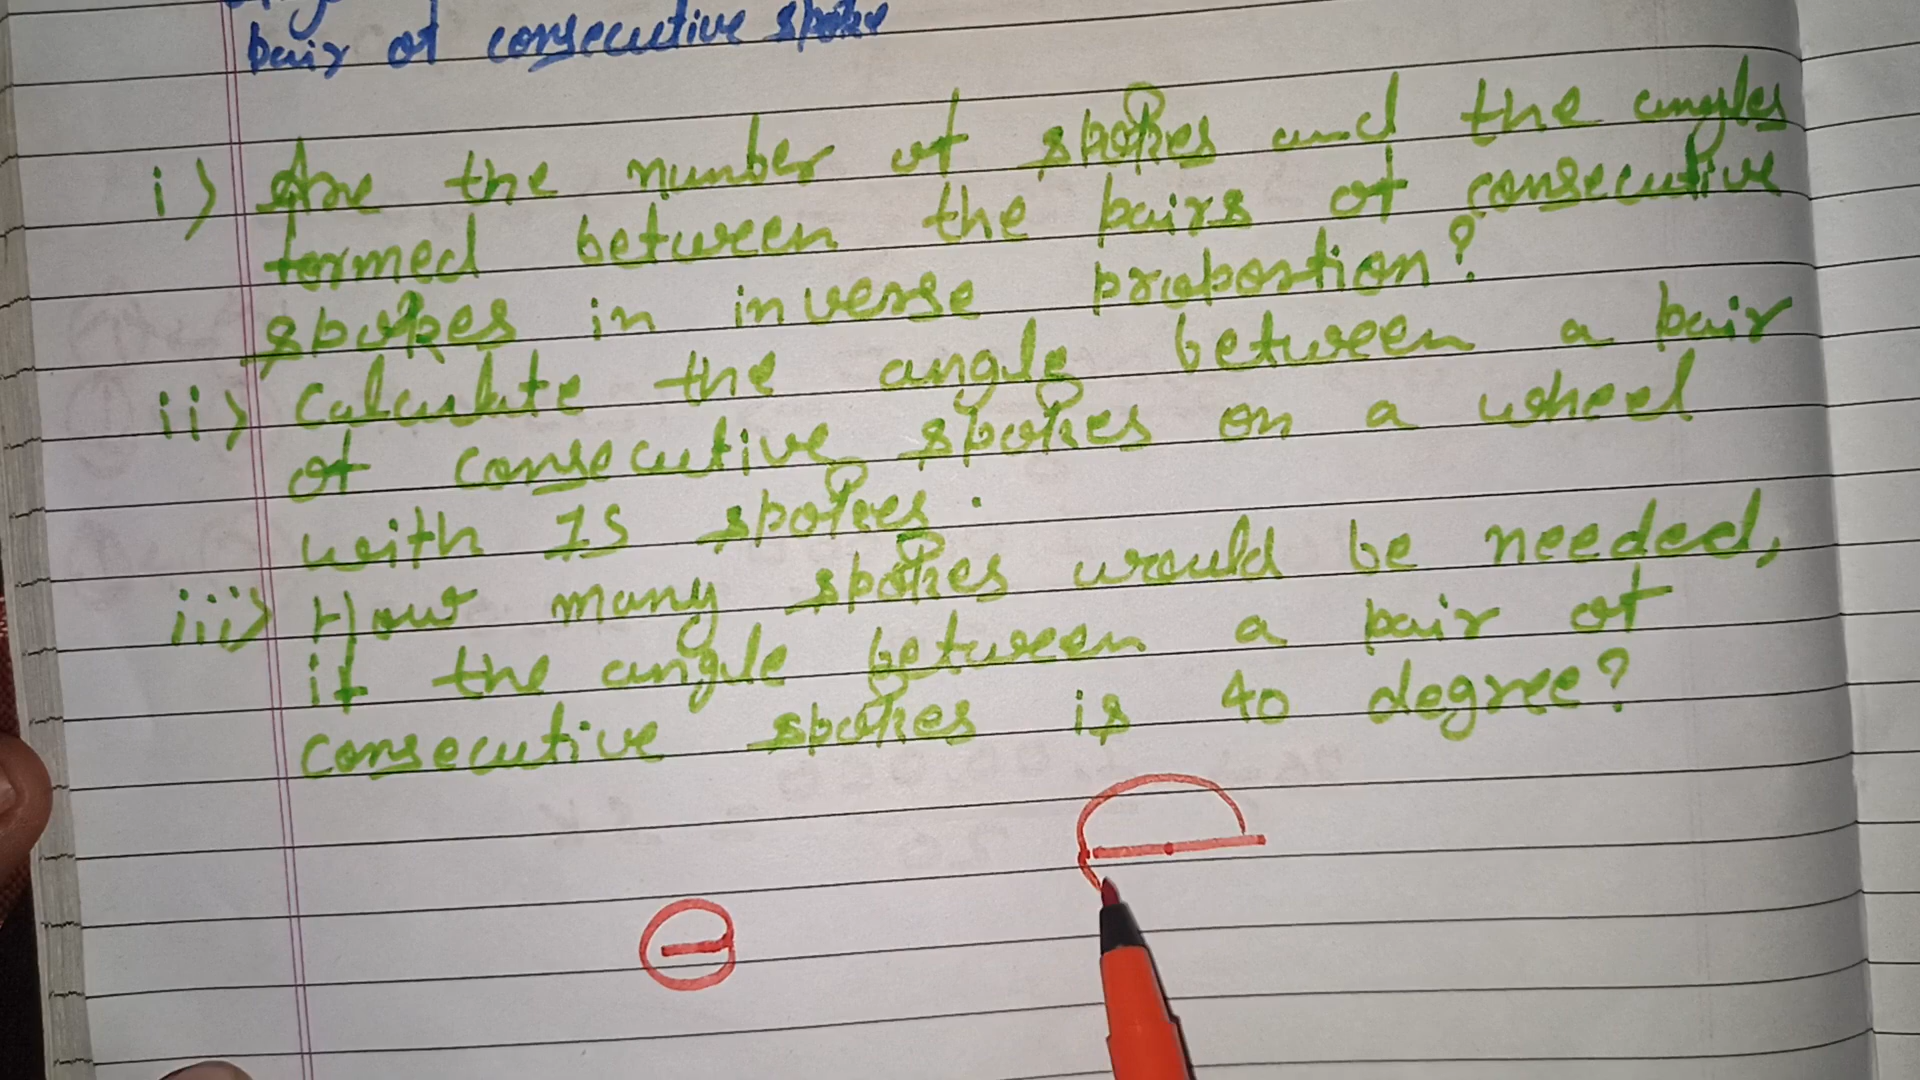 pair of consecutive spoke
i) Are the number of spokes and the angles
formed between the pairs of consecutive
spokes in inverse proportion?
ii) Calculate the angle between a pair
of consecutive spokes on a wheel
with 15 spokes.
iii) How many spokes would be needed,
if the angle between a pair of
consecutive spokes is 40 degree?